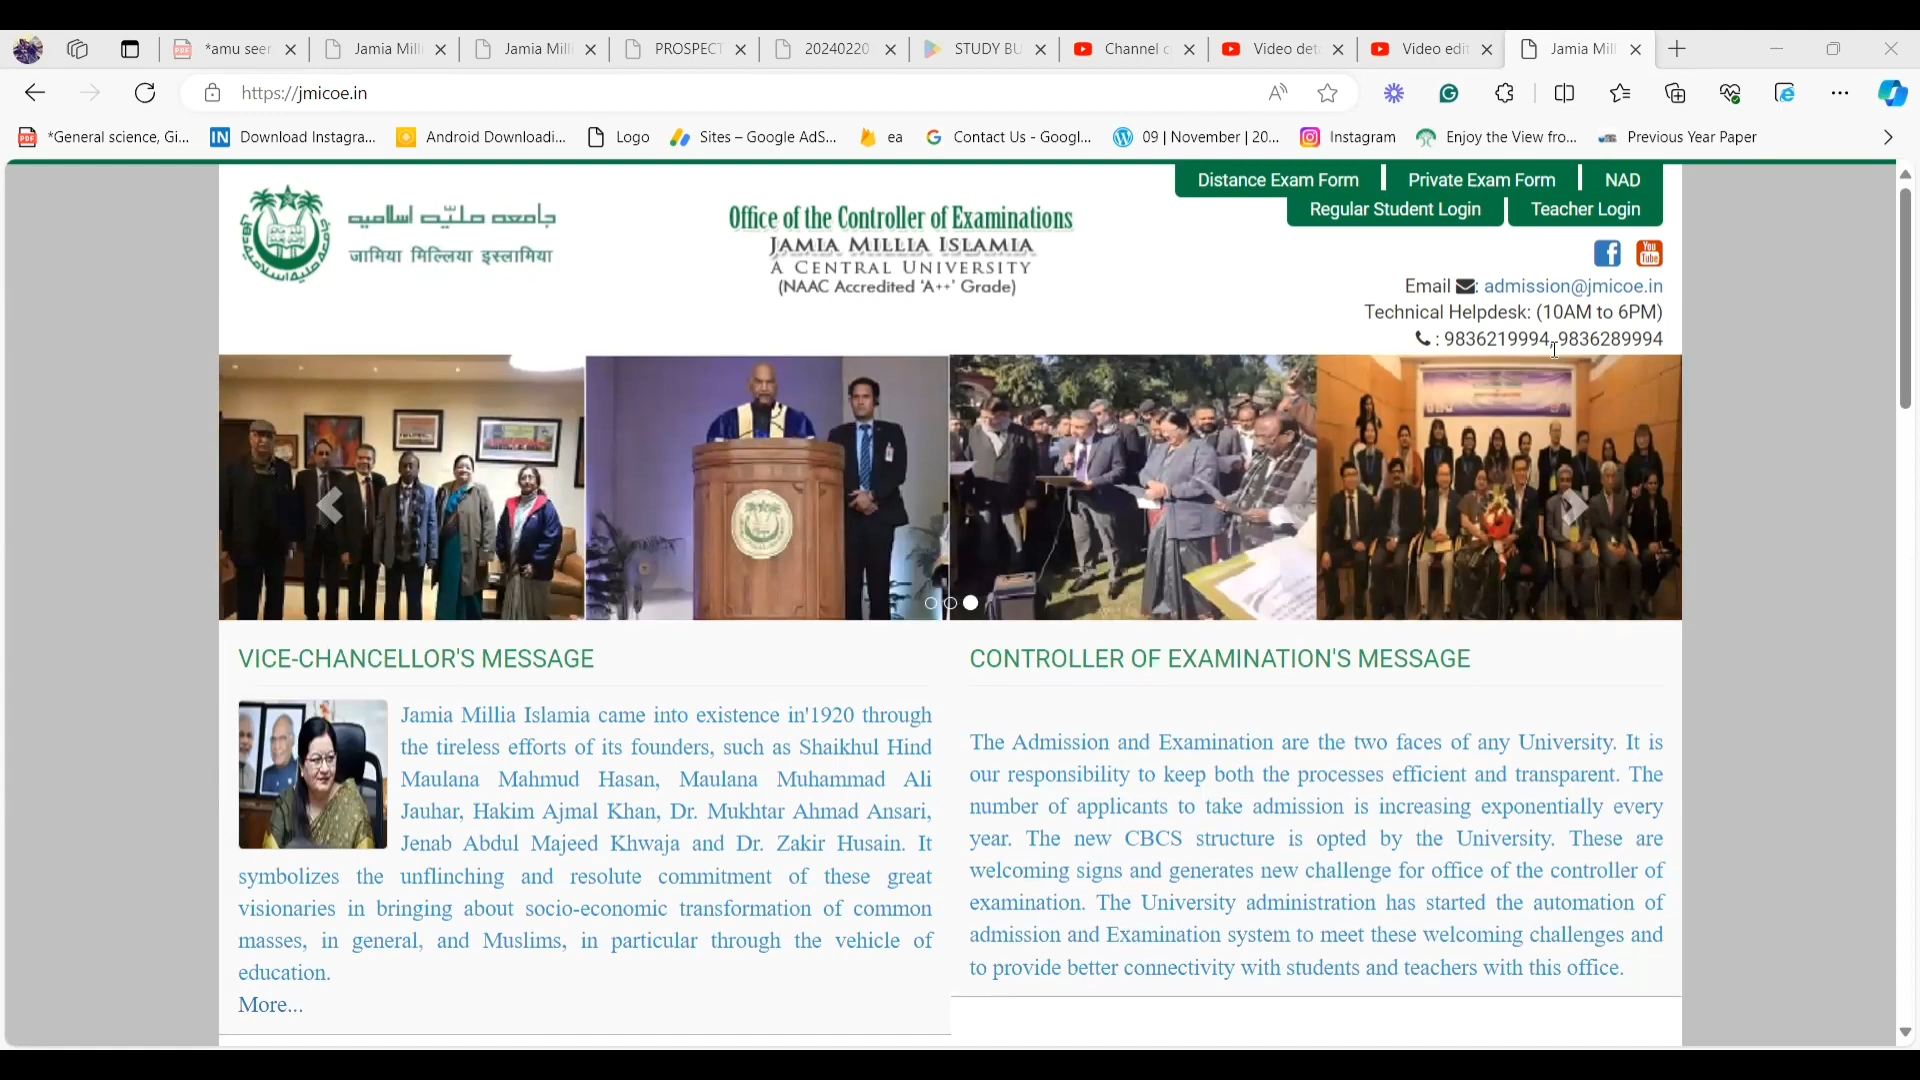 *amu seer
Jamia Mill
Jamia Mill
PROSPECT
20240220
STUDY BU
Channel c
Video det
Video edit
Jamia Mill
https://jmicoe.in
*General science, Gi...
Download Instagra...
Android Downloadi...
Logo
Sites – Google AdS...
ea
Contact Us - Googl...
09 | November | 20...
Instagram
Enjoy the View fro...
Previous Year Paper
Distance Exam Form
Private Exam Form
NAD
Regular Student Login
Teacher Login
جامعہ ملیّہ اسلامیہ
जामिया मिल्लिया इस्लामिया
Office of the Controller of Examinations
JAMIA MILLIA ISLAMIA
A CENTRAL UNIVERSITY
(NAAC Accredited ‘A++’ Grade)
You
Tube
Email : admission@jmicoe.in
Technical Helpdesk: (10AM to 6PM)
: 9836219994, 9836289994
VICE-CHANCELLOR'S MESSAGE
Jamia Millia Islamia came into existence in'1920 through
the tireless efforts of its founders, such as Shaikhul Hind
Maulana Mahmud Hasan, Maulana Muhammad Ali
Jauhar, Hakim Ajmal Khan, Dr. Mukhtar Ahmad Ansari,
Jenab Abdul Majeed Khwaja and Dr. Zakir Husain. It
symbolizes the unflinching and resolute commitment of these great
visionaries in bringing about socio-economic transformation of common
masses, in general, and Muslims, in particular through the vehicle of
education.
More...
CONTROLLER OF EXAMINATION'S MESSAGE
The Admission and Examination are the two faces of any University. It is
our responsibility to keep both the processes efficient and transparent. The
number of applicants to take admission is increasing exponentially every
year. The new CBCS structure is opted by the University. These are
welcoming signs and generates new challenge for office of the controller of
examination. The University administration has started the automation of
admission and Examination system to meet these welcoming challenges and
to provide better connectivity with students and teachers with this office.